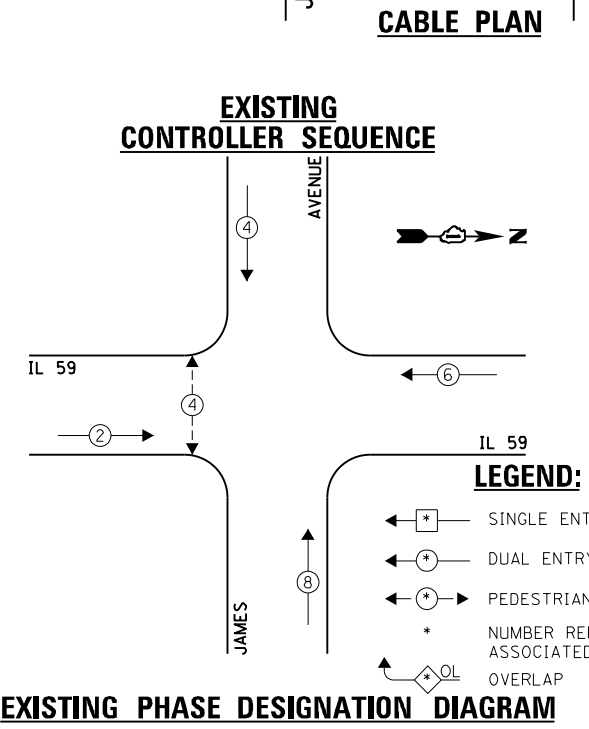 CABLE PLAN
EXISTING
CONTROLLER SEQUENCE
AVENUE
4
N
IL 59
6
4
2
IL 59
LEGEND:
* SINGLE ENT
* DUAL ENTRY
8
* PEDESTRIAN
JAMES
* NUMBER REF
ASSOCIATED
* OL OVERLAP
EXISTING PHASE DESIGNATION DIAGRAM